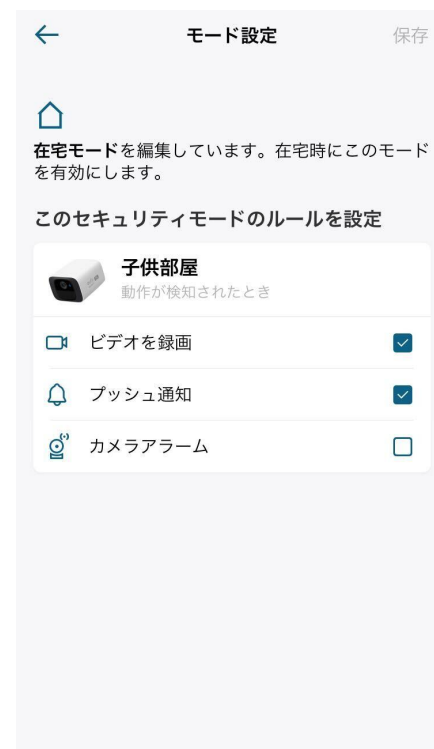 モード設定
保存
在宅モードを編集しています。在宅時にこのモード
を有効にします。
このセキュリティモードのルールを設定
子供部屋
動作が検知されたとき
ビデオを録画
プッシュ通知
カメラアラーム